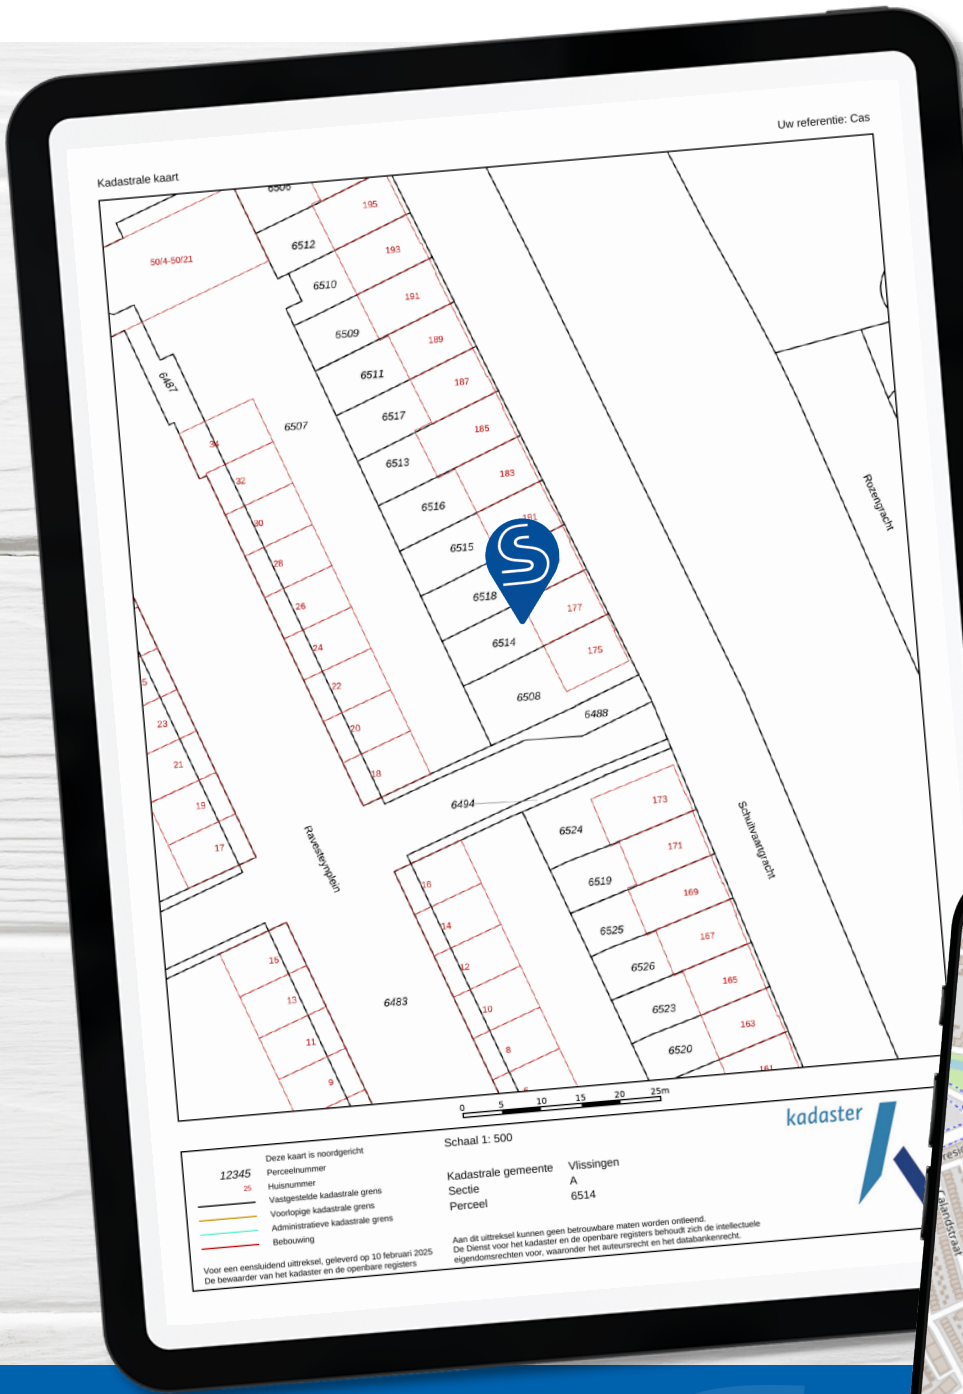 Uw referentie: Cas
Kadastrale kaart
6506
195
6512
193
50/4-50/21
6510
191
6509
189
6511
187
6487
6517
6507
185
34
6513
183
32
6516
181
Rozengracht
30
6515
28
6518
177
26
6514
175
24
22
6508
6488
20
23
18
21
6494
173
19
6524
171
17
Ravesteynplein
Schuitvaartgracht
16
6519
169
14
6525
167
15
12
6526
165
13
6483
10
6523
163
11
8
6520
9
161
0 5 10 15 20 25m
Schaal 1: 500
kadaster
Deze kaart is noordgericht
12345 Perceelnummer
25 Huisnummer
Vastgestelde kadastrale grens
Voorlopige kadastrale grens
Administratieve kadastrale grens
Bebouwing
Kadastrale gemeente Vlissingen
Sectie A
Perceel 6514
Voor een eensluidend uittreksel, geleverd op 10 februari 2025
De bewaarder van het kadaster en de openbare registers
Aan dit uittreksel kunnen geen betrouwbare maten worden ontleend.
De Dienst voor het kadaster en de openbare registers behoudt zich de intellectuele
eigendomsrechten voor, waaronder het auteursrecht en het databankenrecht.